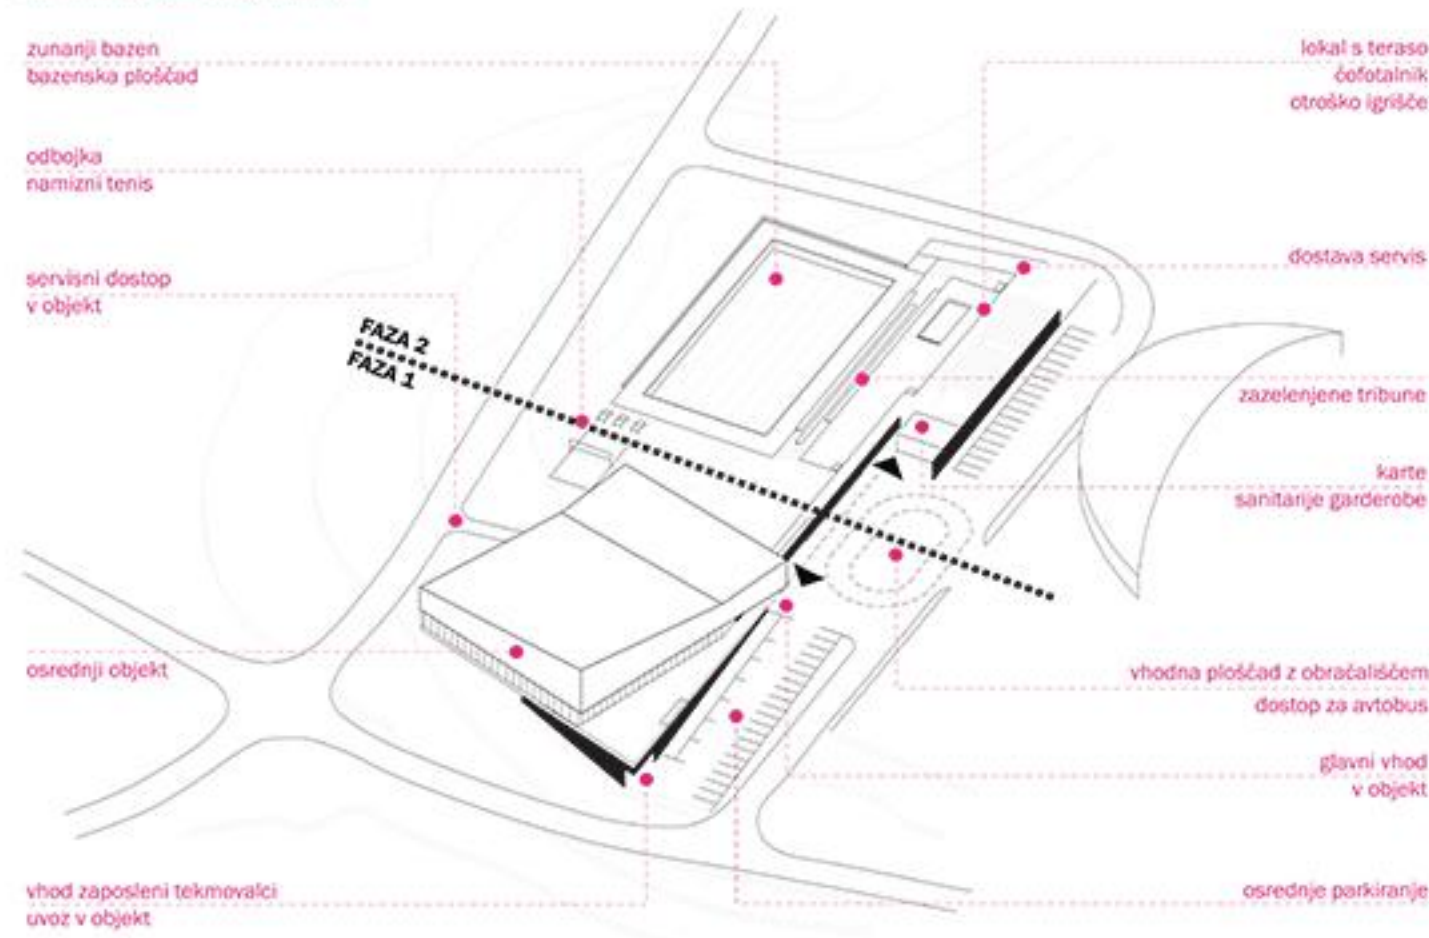 zunanji bazen
bazenska ploščad
odbojka
namizni tenis
servisni dostop
v objekt
FAZA 2
FAZA 1
osrednji objekt
vhod zaposleni tekmovalci
uvoz v objekt
lokal s teraso
čofotalnik
otroško igrišče
dostava servis
zazelenjene tribune
karte
sanitarije garderobe
vhodna ploščad z obračališčem
dostop za avtobus
glavni vhod
v objekt
osrednje parkiranje